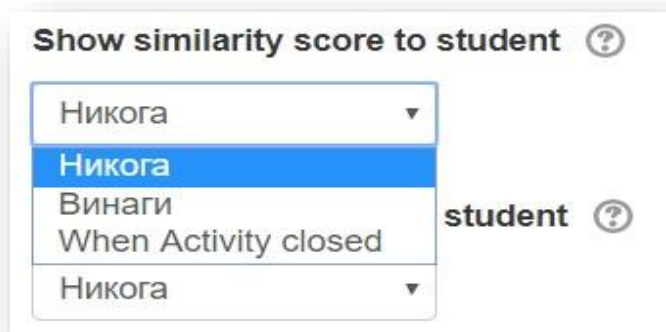 Show similarity score to student
Никога
Никога
Винаги
When Activity closed
student
Никога